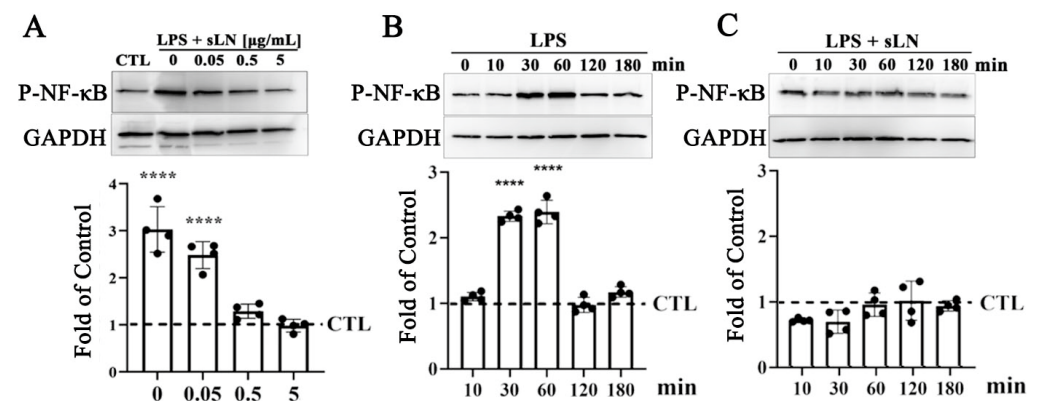 A
LPS + sLN [μg/mL]
CTL 0 0.05 0.5 5
P-NF-κB
GAPDH
****
****
4
3
2
1
0
Fold of Control
CTL
0 0.05 0.5 5
B
LPS
0 10 30 60 120 180 min
P-NF-κB
GAPDH
****
****
3
2
1
0
Fold of Control
CTL
10 30 60 120 180 min
C
LPS + sLN
0 10 30 60 120 180 min
P-NF-κB
GAPDH
3
2
1
0
Fold of Control
CTL
10 30 60 120 180 min